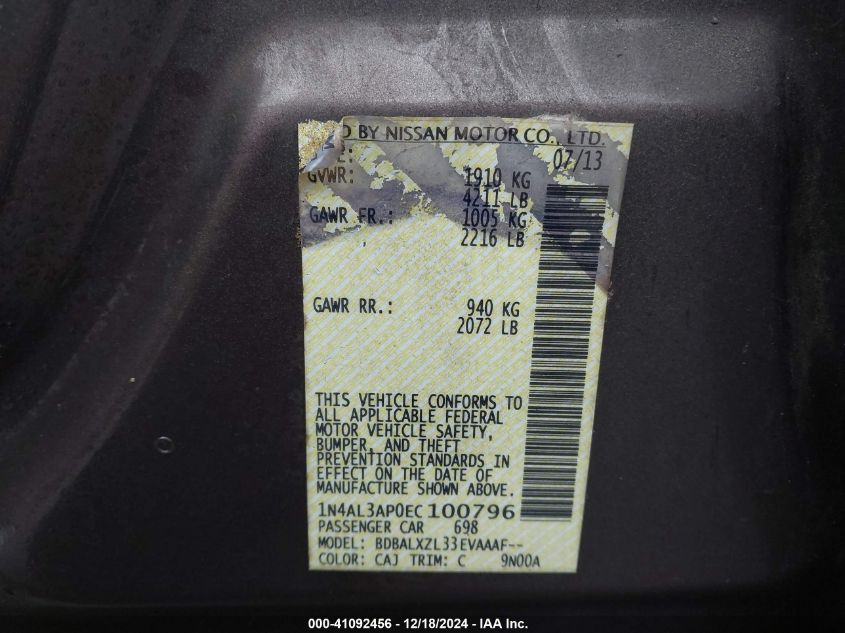 D BY NISSAN MOTOR CO., LTD.
07/13
GVWR: 1910 KG
4211 LB
GAWR FR.: 1005 KG
2216 LB
GAWR RR.: 940 KG
2072 LB
THIS VEHICLE CONFORMS TO
ALL APPLICABLE FEDERAL
MOTOR VEHICLE SAFETY,
BUMPER, AND THEFT
PREVENTION STANDARDS IN
EFFECT ON THE DATE OF
MANUFACTURE SHOWN ABOVE.
1N4AL3AP0EC100796
PASSENGER CAR 698
MODEL: BDBALXZL33EVAAAF--
COLOR: CAJ TRIM: C 9N00A
000-41092456 - 12/18/2024 - IAA Inc.